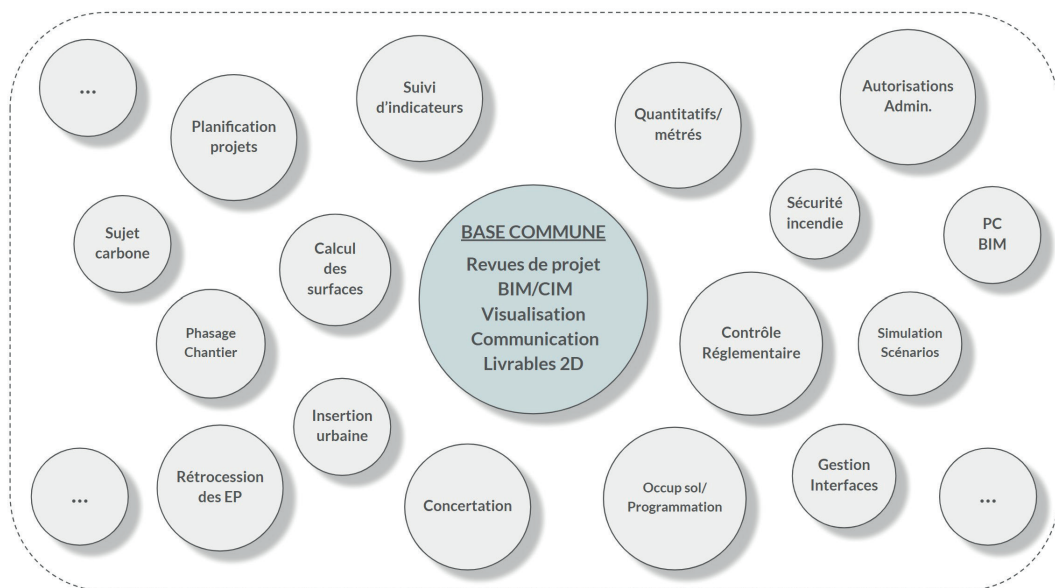 ...
Planification
projets
Suivi
d'indicateurs
Quantitatifs/
métrés
Autorisations
Admin.
Sujet
carbone
Calcul
des
surfaces
BASE COMMUNE
Revues de projet
BIM/CIM
Visualisation
Communication
Livrables 2D
Sécurité
incendie
PC
BIM
Phasage
Chantier
Contrôle
Réglementaire
Simulation
Scénarios
Insertion
urbaine
...
Rétrocession
des EP
Concertation
Occup sol/
Programmation
Gestion
Interfaces
...